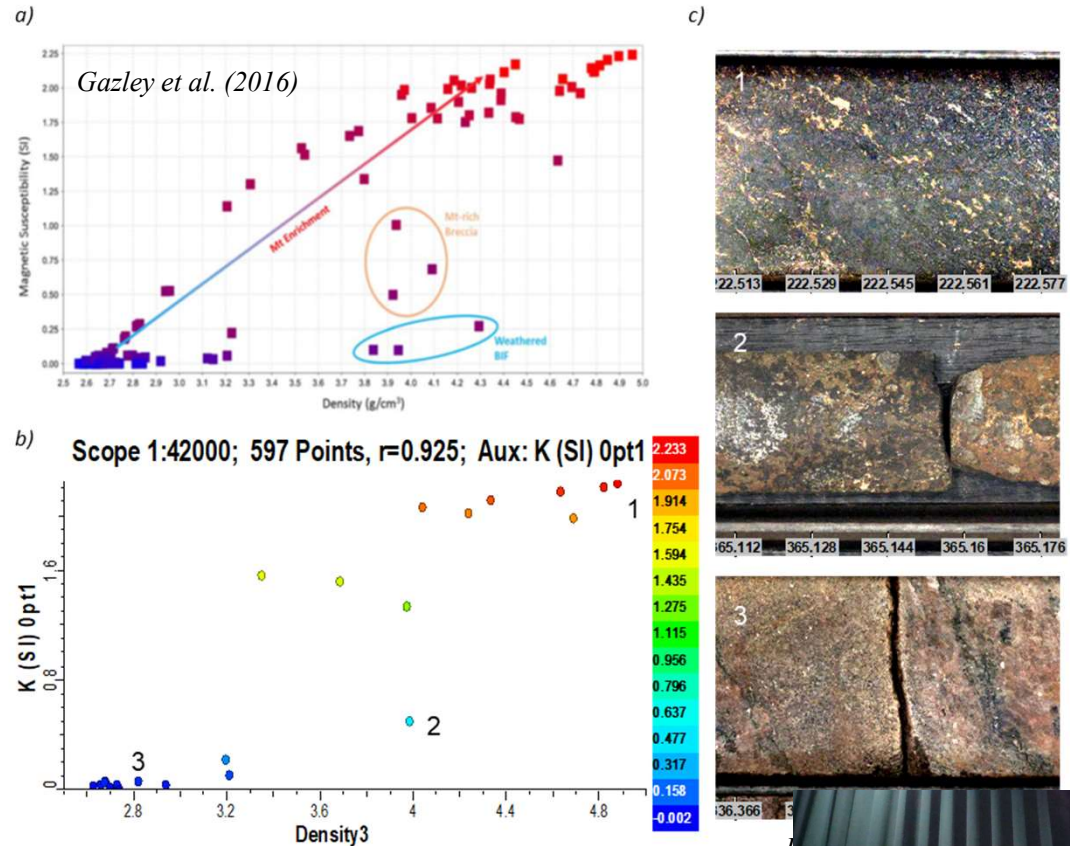 a)
Gazley et al. (2016)
Magnetic Susceptibility (SI)
2.25
2.00
1.75
1.50
1.25
1.00
0.75
0.50
0.25
0.00
Mt Enrichment
Mt-rich
Breccia
Weathered
BIF
2.5 2.6 2.7 2.8 2.9 3.0 3.1 3.2 3.3 3.4 3.5 3.6 3.7 3.8 3.9 4.0 4.1 4.2 4.3 4.4 4.5 4.6 4.7 4.8 4.9 5.0
Density (g/cm³)
b)
Scope 1:42000; 597 Points, r=0.925; Aux: K (SI) 0pt1
K (SI) 0pt1
1.6
0.8
0
1
2
3
2.8 3.2 3.6 4 4.4 4.8
Density3
2.233
2.073
1.914
1.754
1.594
1.435
1.275
1.115
0.956
0.796
0.637
0.477
0.317
0.158
-0.002
c)
1
222.513 222.529 222.545 222.561 222.577
2
365.112 365.128 365.144 365.16 365.176
3
336.366